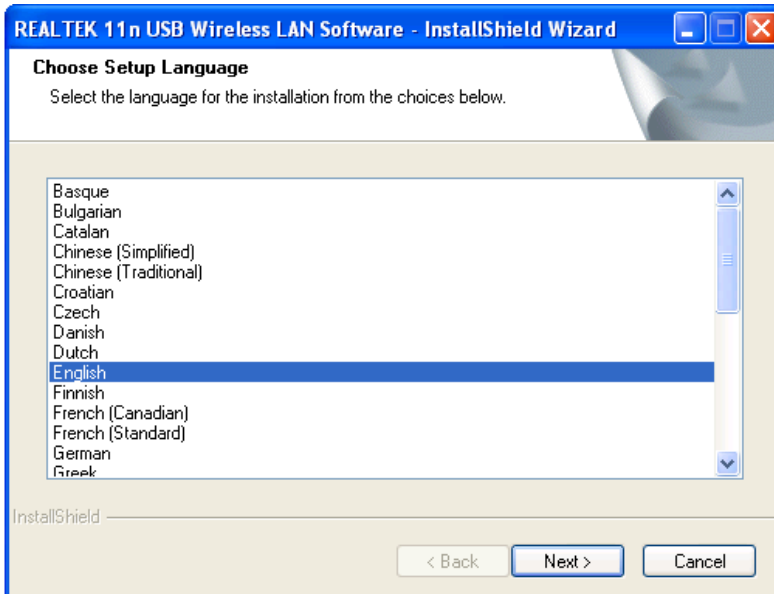 REALTEK 11n USB Wireless LAN Software - InstallShield Wizard
Choose Setup Language
Select the language for the installation from the choices below.
Basque
Bulgarian
Catalan
Chinese (Simplified)
Chinese (Traditional)
Croatian
Czech
Danish
Dutch
English
Finnish
French (Canadian)
French (Standard)
German
Greek
InstallShield
< Back Next > Cancel